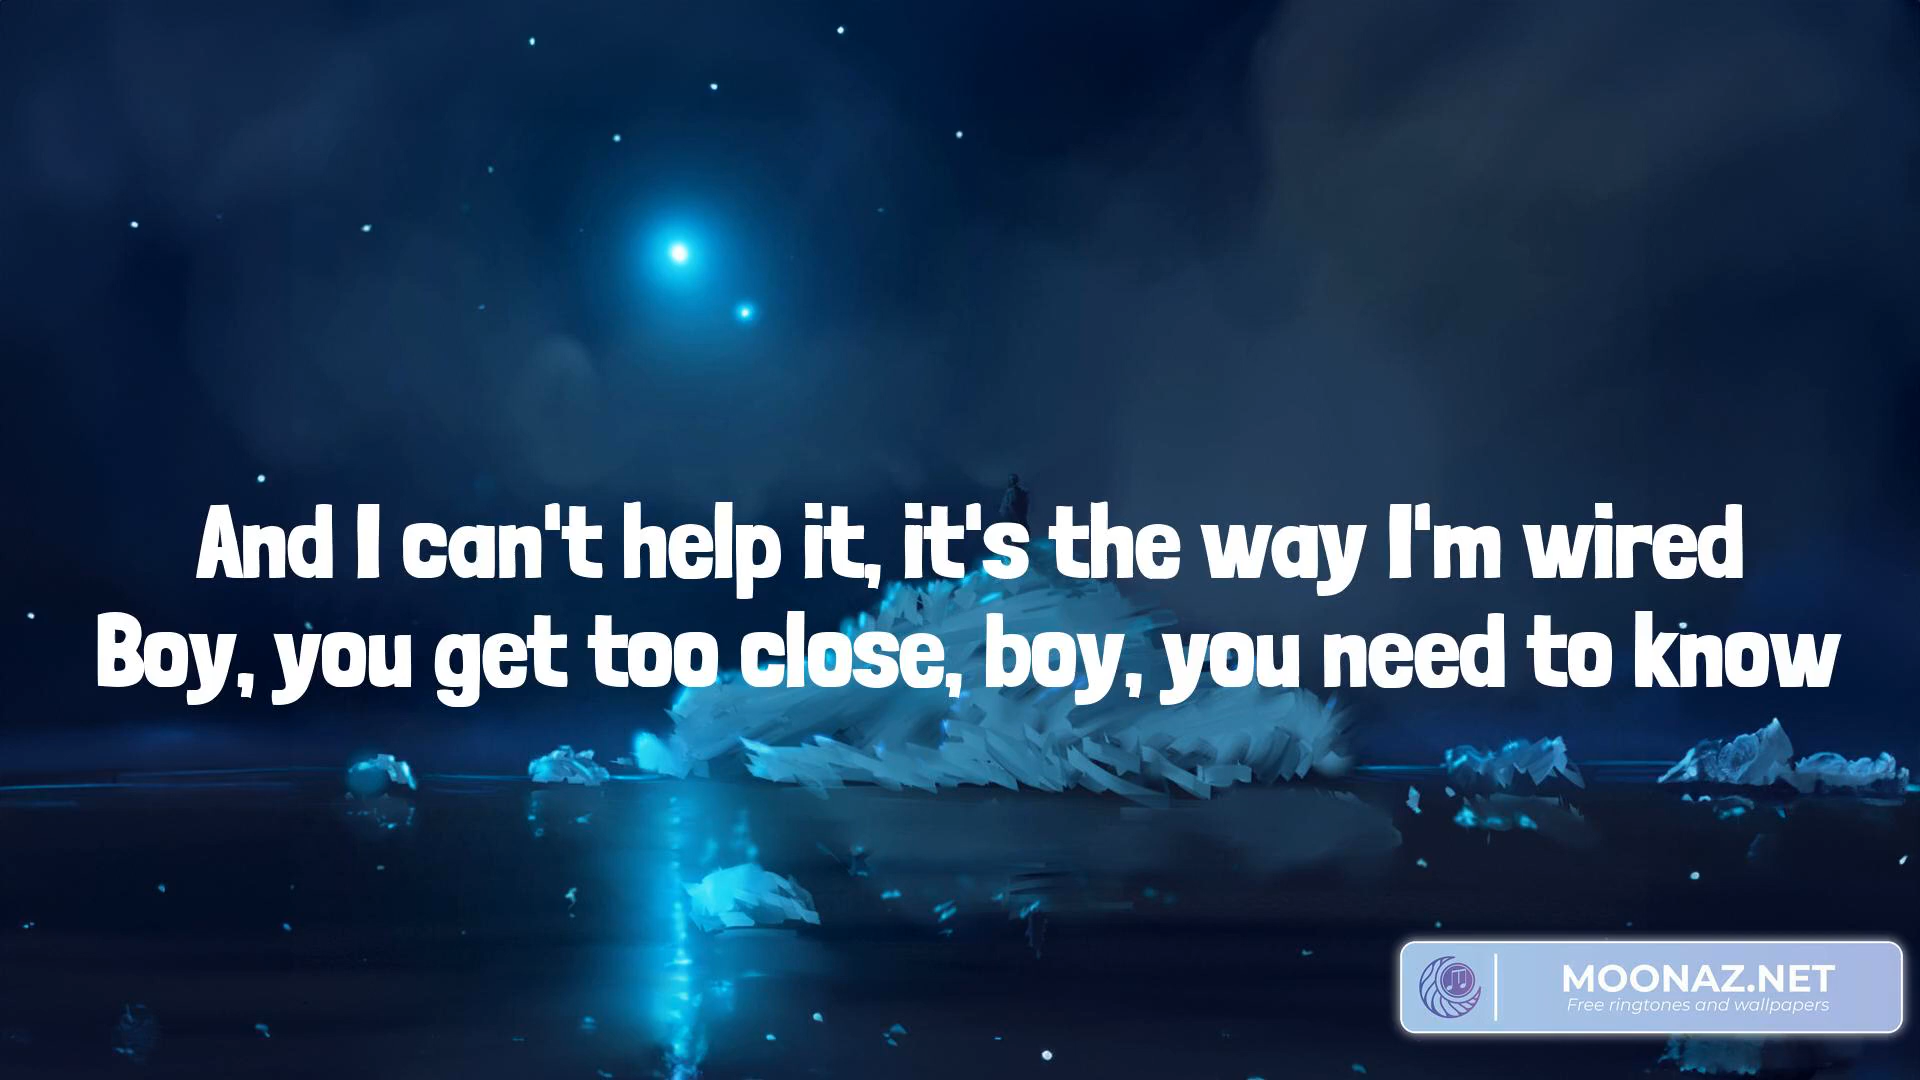 And I can't help it, it's the way I'm wired
Boy, you get too close, boy, you need to know
MOONAZ.NET
Free ringtones and wallpapers